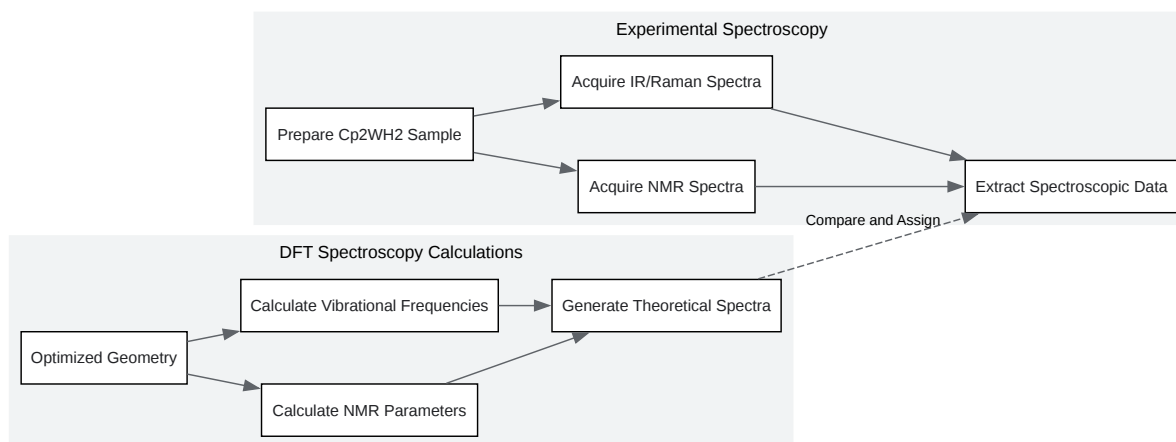 Experimental Spectroscopy
Acquire IR/Raman Spectra
Prepare Cp2WH2 Sample
Acquire NMR Spectra
Extract Spectroscopic Data
Compare and Assign
DFT Spectroscopy Calculations
Calculate Vibrational Frequencies
Generate Theoretical Spectra
Optimized Geometry
Calculate NMR Parameters